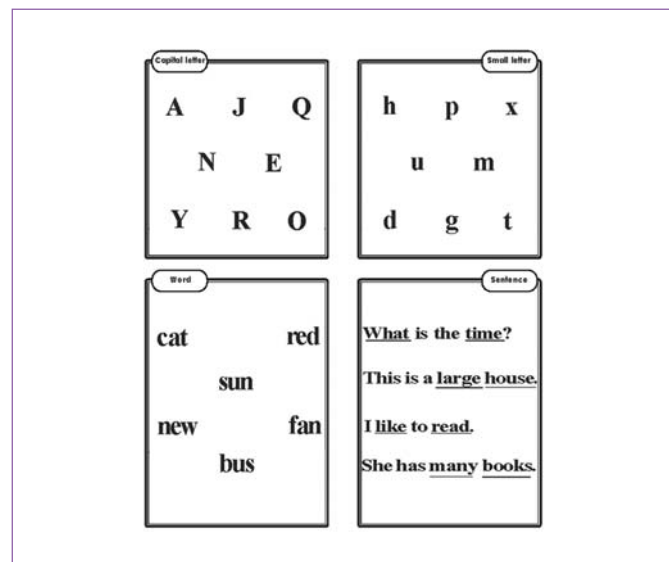 Capital letter
A J Q
N E
Y R O
Small letter
h p x
u m
d g t
Word
cat red
sun
new fan
bus
Sentence
What is the time?
This is a large house.
I like to read.
She has many books.